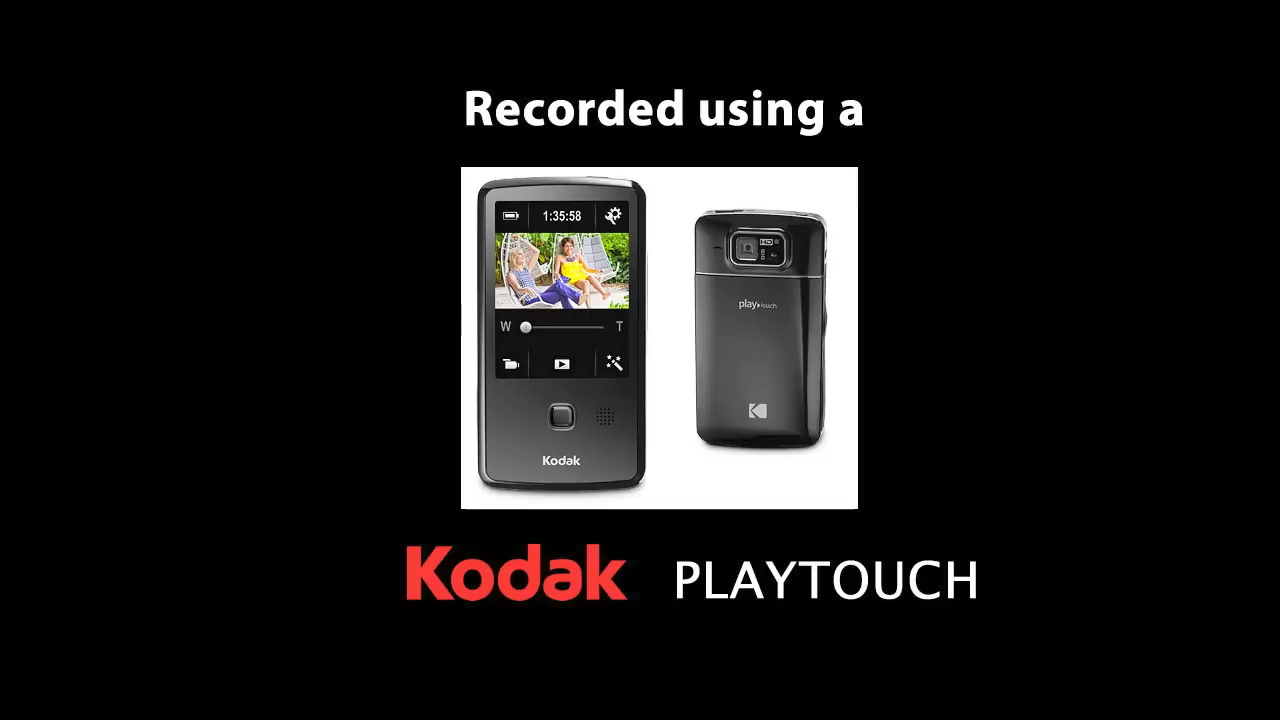 Recorded using a
1:35:58
W T
Kodak
play touch
Kodak PLAYTOUCH